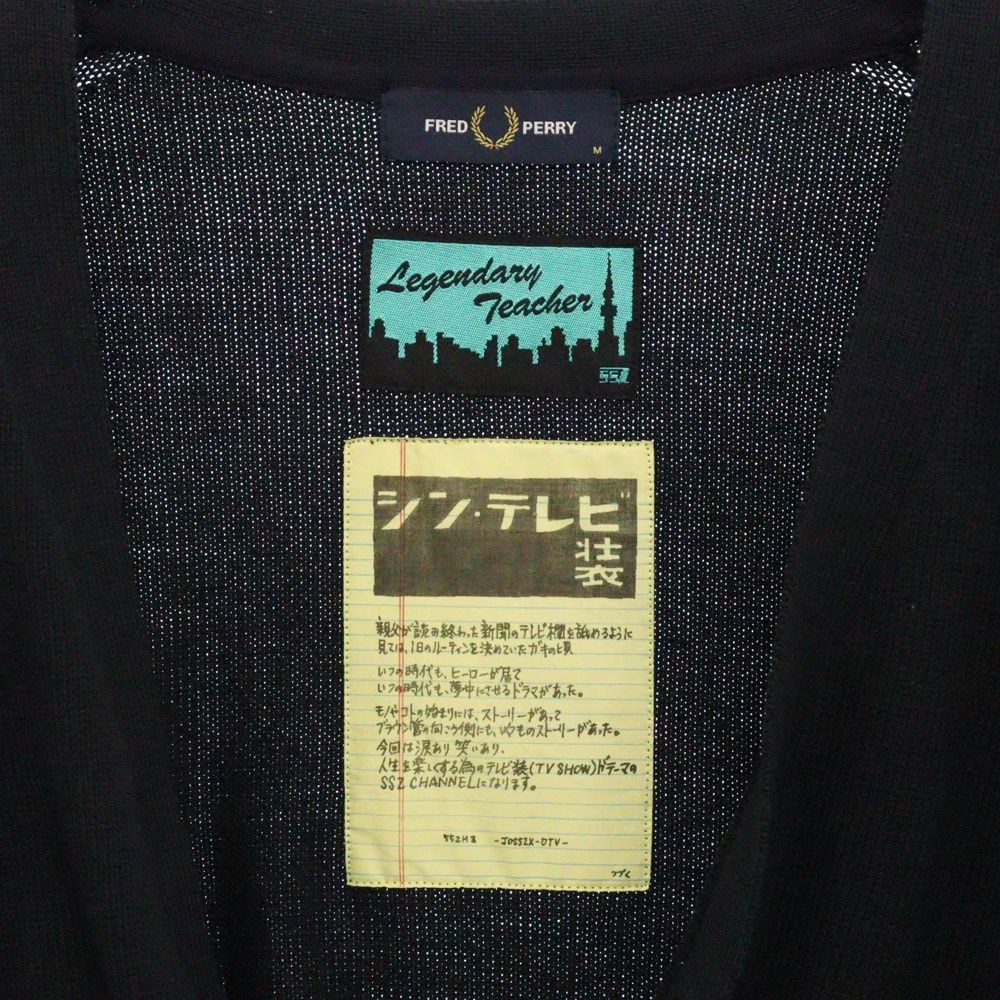 FRED PERRY
M
Legendary
Teacher
SSZ
シン・テレビ
装
親父が読み終わった新聞のテレビ欄を舐めるように
見ては、1日のルーティンを決めていたガキの頃
いつの時代も、ヒーローが居て
いつの時代も、夢中にさせるドラマがあった。
モノやコトの始まりには、ストーリーがあって
ブラウン管の向こう側にも、いつものストーリーがあった。
今回は涙あり笑いあり、
人生を楽しくする為のテレビ装(TV SHOW)がテーマの
SSZ CHANNELになります。
-JOSSZX-DTV-
つづく